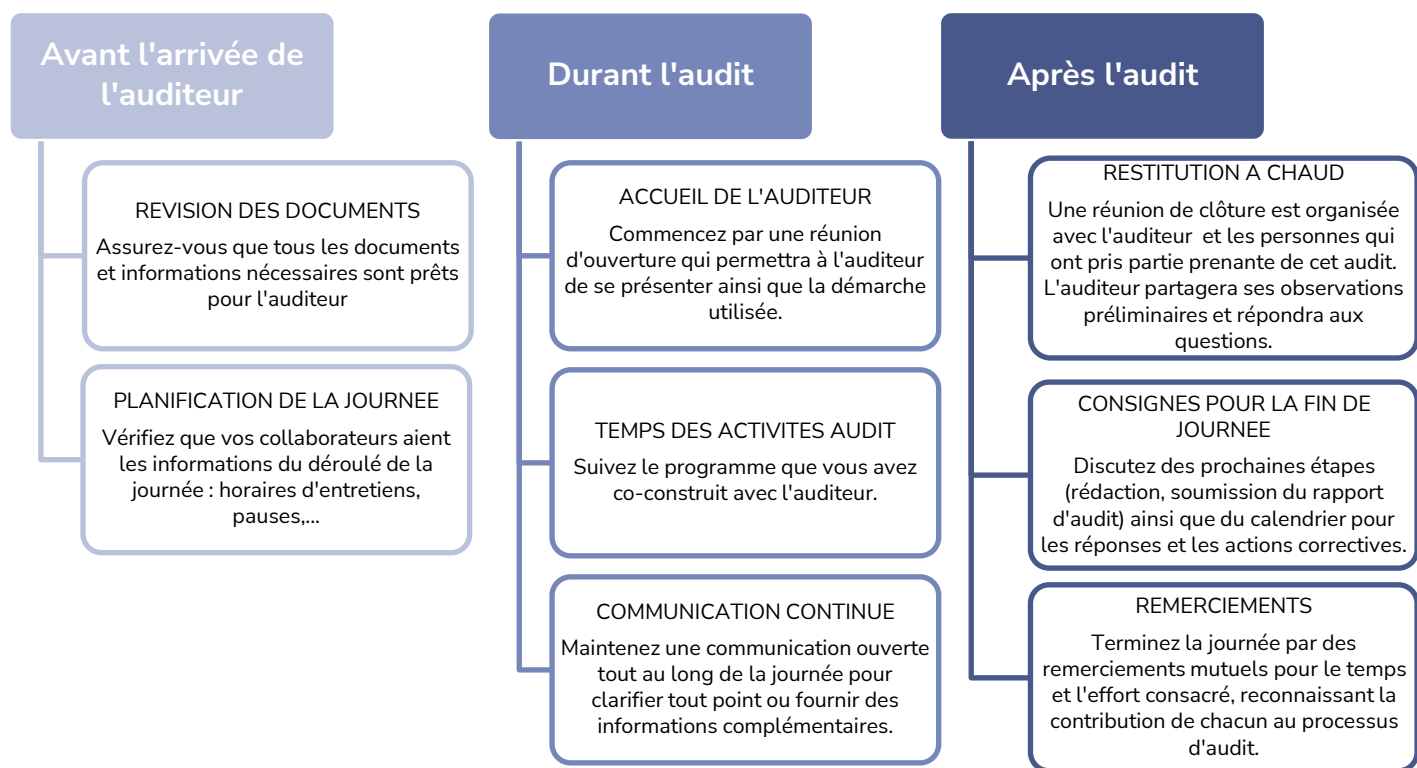 Avant l'arrivée de
l'auditeur
REVISION DES DOCUMENTS
Assurez-vous que tous les documents
et informations nécessaires sont prêts
pour l'auditeur
PLANIFICATION DE LA JOURNEE
Vérifiez que vos collaborateurs aient
les informations du déroulé de la
journée : horaires d'entretiens,
pauses,...
Durant l'audit
ACCUEIL DE L'AUDITEUR
Commencez par une réunion
d'ouverture qui permettra à l'auditeur
de se présenter ainsi que la démarche
utilisée.
TEMPS DES ACTIVITES AUDIT
Suivez le programme que vous avez
co-construit avec l'auditeur.
COMMUNICATION CONTINUE
Maintenez une communication ouverte
tout au long de la journée pour
clarifier tout point ou fournir des
informations complémentaires.
Après l'audit
RESTITUTION A CHAUD
Une réunion de clôture est organisée
avec l'auditeur  et les personnes qui
ont pris partie prenante de cet audit.
L'auditeur partagera ses observations
préliminaires et répondra aux
questions.
CONSIGNES POUR LA FIN DE
JOURNEE
Discutez des prochaines étapes
(rédaction, soumission du rapport
d'audit) ainsi que du calendrier pour
les réponses et les actions correctives.
REMERCIEMENTS
Terminez la journée par des
remerciements mutuels pour le temps
et l'effort consacré, reconnaissant la
contribution de chacun au processus
d'audit.